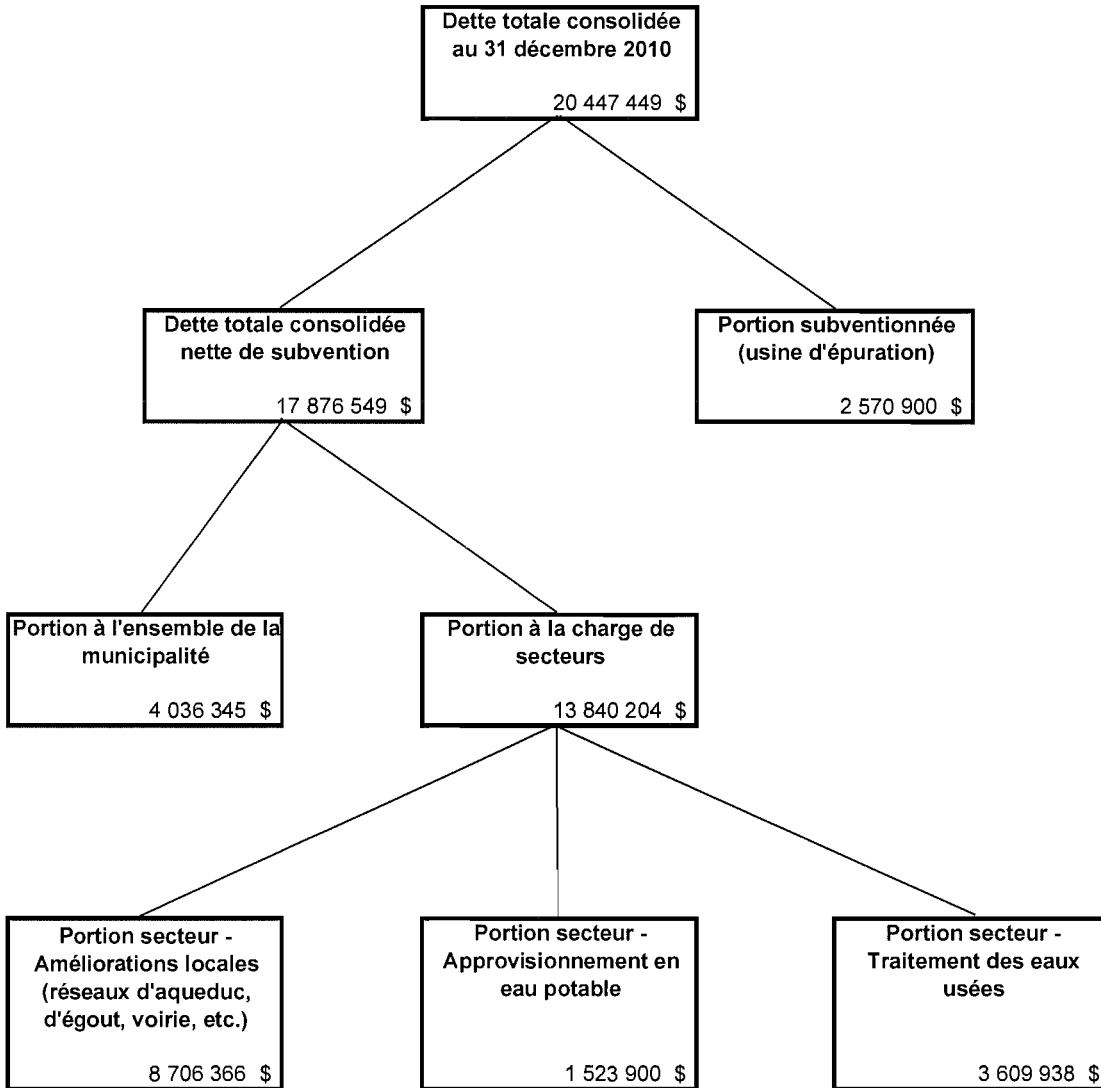 Dette totale consolidée
au 31 décembre 2010
20 447 449 $
Dette totale consolidée
nette de subvention
17 876 549 $
Portion subventionnée
(usine d'épuration)
2 570 900 $
Portion à l'ensemble de la
municipalité
4 036 345 $
Portion à la charge de
secteurs
13 840 204 $
Portion secteur -
Améliorations locales
(réseaux d'aqueduc,
d'égout, voirie, etc.)
8 706 366 $
Portion secteur -
Approvisionnement en
eau potable
1 523 900 $
Portion secteur -
Traitement des eaux
usées
3 609 938 $